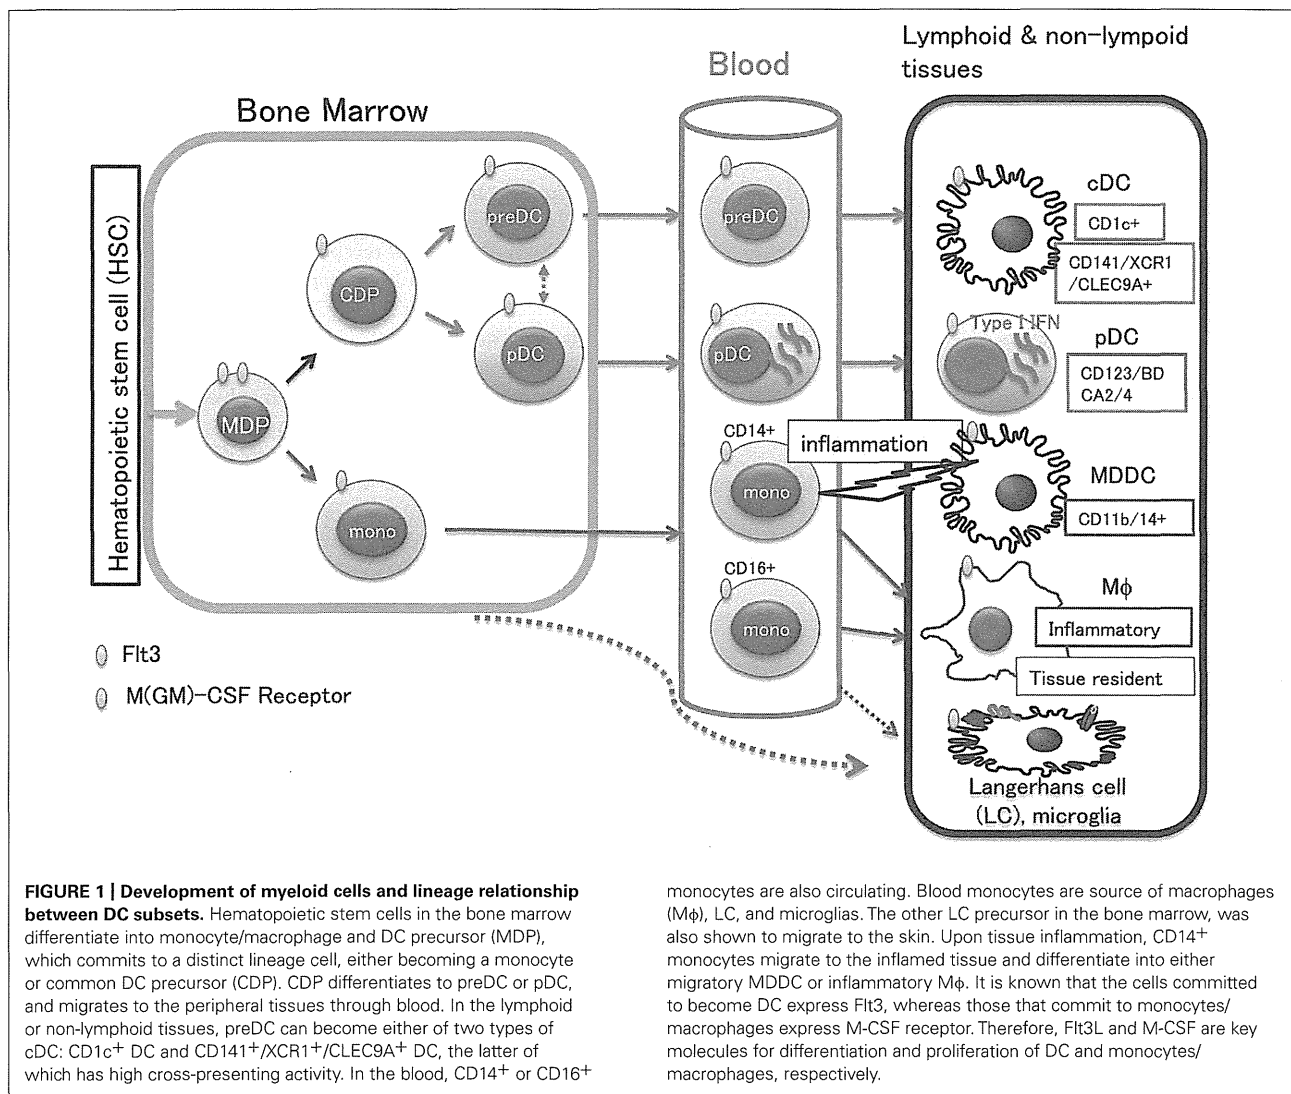 Lymphoid & non-lympoid
tissues
Blood
Bone Marrow
Hematopoietic stem cell (HSC)
MDP
CDP
preDC
pDC
mono
preDC
pDC
CD14+
mono
CD16+
mono
inflammation
cDC
CD1c+
CD141/XCR1
/CLEC9A+
Type I IFN
pDC
CD123/BD
CA2/4
MDDC
CD11b/14+
Mϕ
Inflammatory
Tissue resident
Langerhans cell
(LC), microglia
Flt3
M(GM)-CSF Receptor
FIGURE 1 | Development of myeloid cells and lineage relationship
between DC subsets. Hematopoietic stem cells in the bone marrow
differentiate into monocyte/macrophage and DC precursor (MDP),
which commits to a distinct lineage cell, either becoming a monocyte
or common DC precursor (CDP). CDP differentiates to preDC or pDC,
and migrates to the peripheral tissues through blood. In the lymphoid
or non-lymphoid tissues, preDC can become either of two types of
cDC: CD1c+ DC and CD141+/XCR1+/CLEC9A+ DC, the latter of
which has high cross-presenting activity. In the blood, CD14+ or CD16+
monocytes are also circulating. Blood monocytes are source of macrophages
(Mϕ), LC, and microglias. The other LC precursor in the bone marrow, was
also shown to migrate to the skin. Upon tissue inflammation, CD14+
monocytes migrate to the inflamed tissue and differentiate into either
migratory MDDC or inflammatory Mϕ. It is known that the cells committed
to become DC express Flt3, whereas those that commit to monocytes/
macrophages express M-CSF receptor. Therefore, Flt3L and M-CSF are key
molecules for differentiation and proliferation of DC and monocytes/
macrophages, respectively.